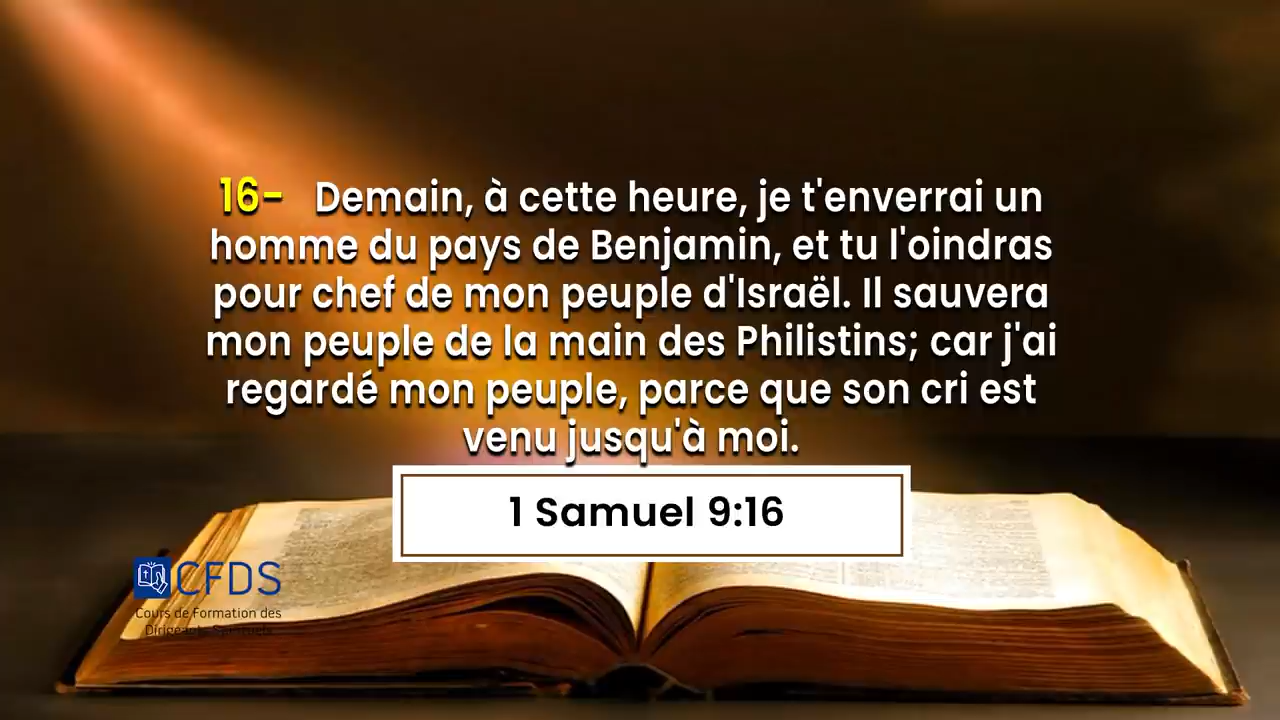 16- Demain, à cette heure, je t'enverrai un
homme du pays de Benjamin, et tu l'oindras
pour chef de mon peuple d'Israël. Il sauvera
mon peuple de la main des Philistins; car j'ai
regardé mon peuple, parce que son cri est
venu jusqu'à moi.
1 Samuel 9:16
CFDS
Cours de Formation des
Dirigeants Spirituels